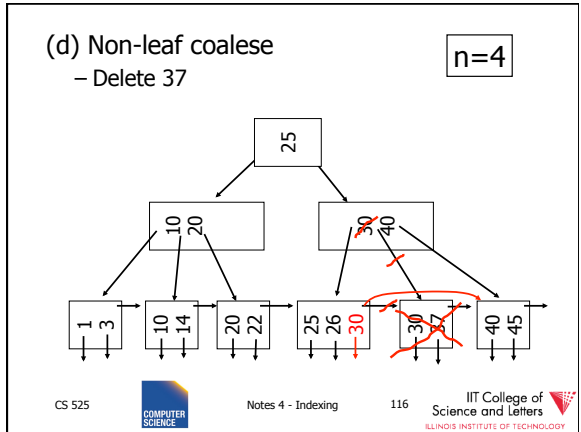 (d) Non-leaf coalese
– Delete 37
n=4
25
10 20
30 40
1 3
10 14
20 22
25 26 30
30 37
40 45
CS 525
COMPUTER SCIENCE
Notes 4 - Indexing
116
IIT College of
Science and Letters
ILLINOIS INSTITUTE OF TECHNOLOGY